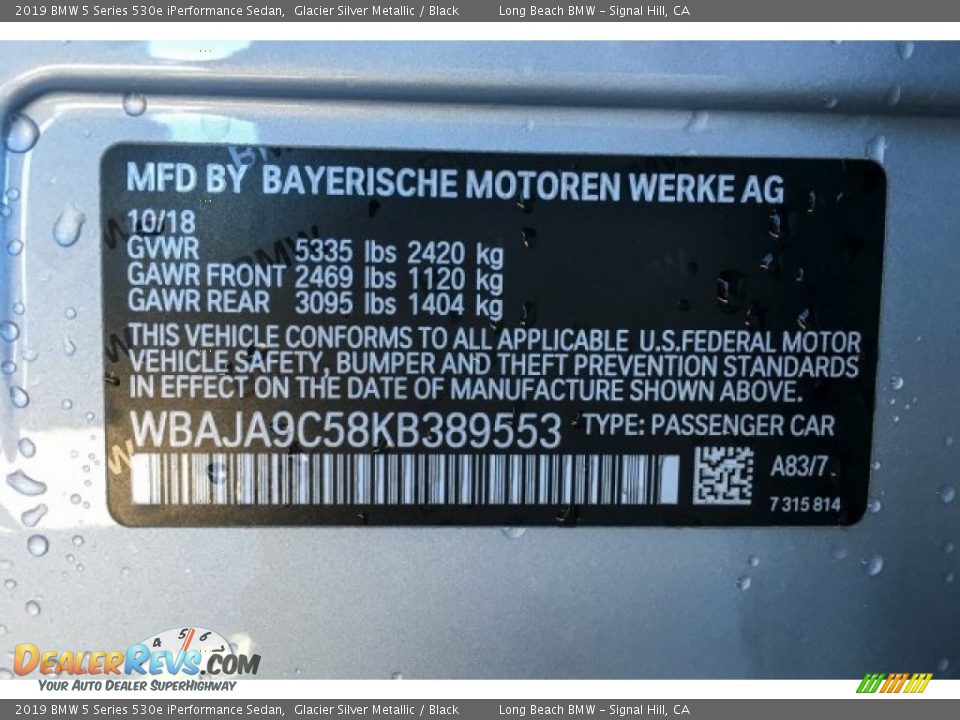 2019 BMW 5 Series 530e iPerformance Sedan, Glacier Silver Metallic / Black Long Beach BMW - Signal Hill, CA
MFD BY BAYERISCHE MOTOREN WERKE AG
10/18
GVWR 5335 lbs 2420 kg
GAWR FRONT 2469 lbs 1120 kg
GAWR REAR 3095 lbs 1404 kg
THIS VEHICLE CONFORMS TO ALL APPLICABLE U.S.FEDERAL MOTOR
VEHICLE SAFETY, BUMPER AND THEFT PREVENTION STANDARDS
IN EFFECT ON THE DATE OF MANUFACTURE SHOWN ABOVE.
WBAJA9C58KB389553 TYPE: PASSENGER CAR
A83/7
7 315 814
4 5 6
DealerRevs.com
Your Auto Dealer SuperHighway
2019 BMW 5 Series 530e iPerformance Sedan, Glacier Silver Metallic / Black Long Beach BMW - Signal Hill, CA